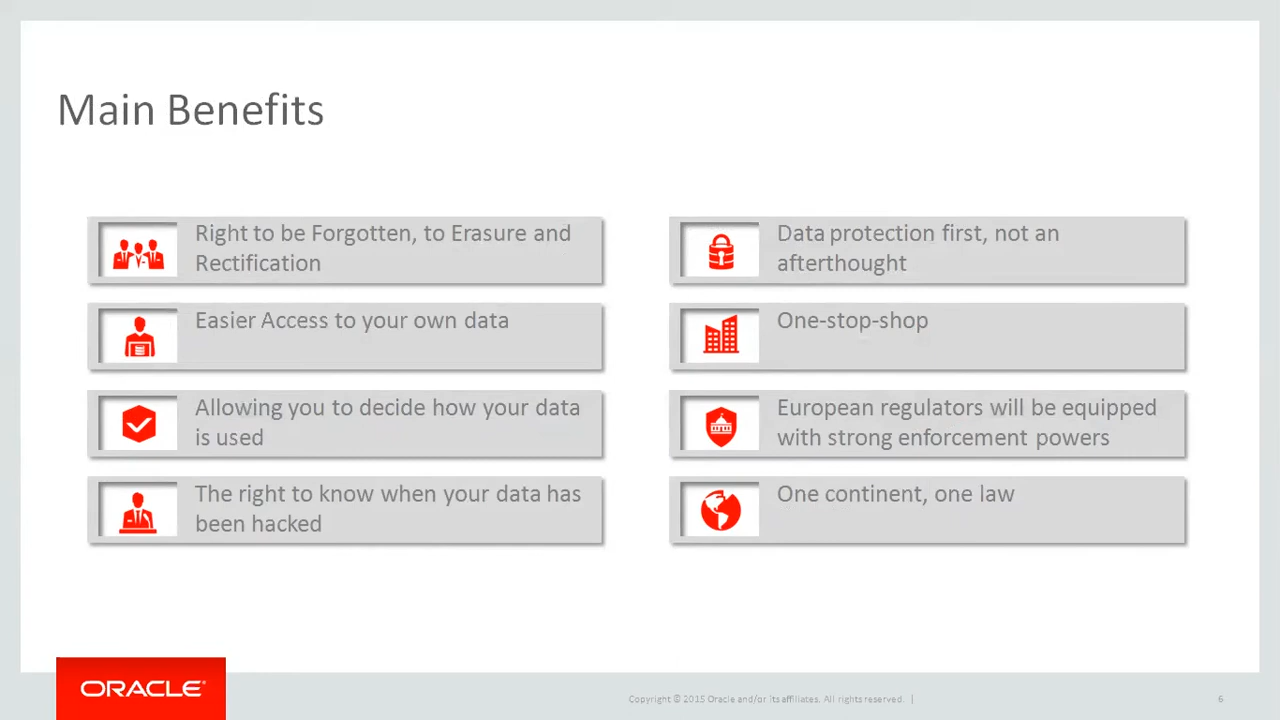 Main Benefits
Right to be Forgotten, to Erasure and
Rectification
Easier Access to your own data
Allowing you to decide how your data
is used
The right to know when your data has
been hacked
Data protection first, not an
afterthought
One-stop-shop
European regulators will be equipped
with strong enforcement powers
One continent, one law
ORACLE®
Copyright © 2015 Oracle and/or its affiliates. All rights reserved. |
6